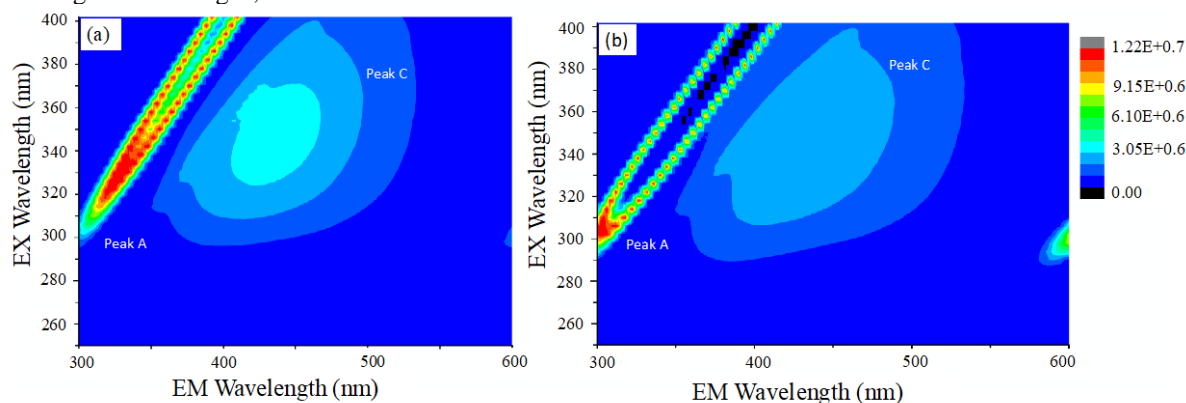 (a)
Peak C
Peak A
400
380
360
340
320
300
280
260
300
400
500
600
EX Wavelength (nm)
EM Wavelength (nm)
(b)
Peak C
Peak A
400
380
360
340
320
300
280
260
300
400
500
600
EX Wavelength (nm)
EM Wavelength (nm)
1.22E+0.7
9.15E+0.6
6.10E+0.6
3.05E+0.6
0.00